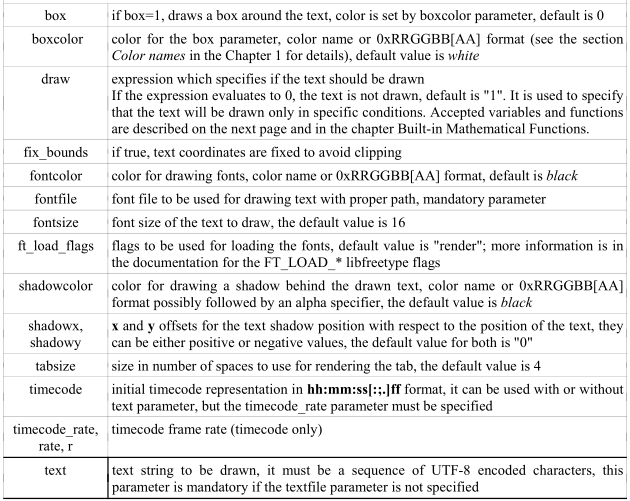 box if box=1, draws a box around the text, color is set by boxcolor parameter, default is 0
boxcolor color for the box parameter, color name or 0xRRGGBB[AA] format (see the section
Color names in the Chapter 1 for details), default value is white
draw expression which specifies if the text should be drawn
If the expression evaluates to 0, the text is not drawn, default is "1". It is used to specify
that the text will be drawn only in specific conditions. Accepted variables and functions
are described on the next page and in the chapter Built-in Mathematical Functions.
fix_bounds if true, text coordinates are fixed to avoid clipping
fontcolor color for drawing fonts, color name or 0xRRGGBB[AA] format, default is black
fontfile font file to be used for drawing text with proper path, mandatory parameter
fontsize font size of the text to draw, the default value is 16
ft_load_flags flags to be used for loading the fonts, default value is "render"; more information is in
the documentation for the FT_LOAD_* libfreetype flags
shadowcolor color for drawing a shadow behind the drawn text, color name or 0xRRGGBB[AA]
format possibly followed by an alpha specifier, the default value is black
shadowx, x and y offsets for the text shadow position with respect to the position of the text, they
shadowy can be either positive or negative values, the default value for both is "0"
tabsize size in number of spaces to use for rendering the tab, the default value is 4
timecode initial timecode representation in hh:mm:ss[:;.]ff format, it can be used with or without
text parameter, but the timecode_rate parameter must be specified
timecode_rate, timecode frame rate (timecode only)
rate, r
text text string to be drawn, it must be a sequence of UTF-8 encoded characters, this
parameter is mandatory if the textfile parameter is not specified